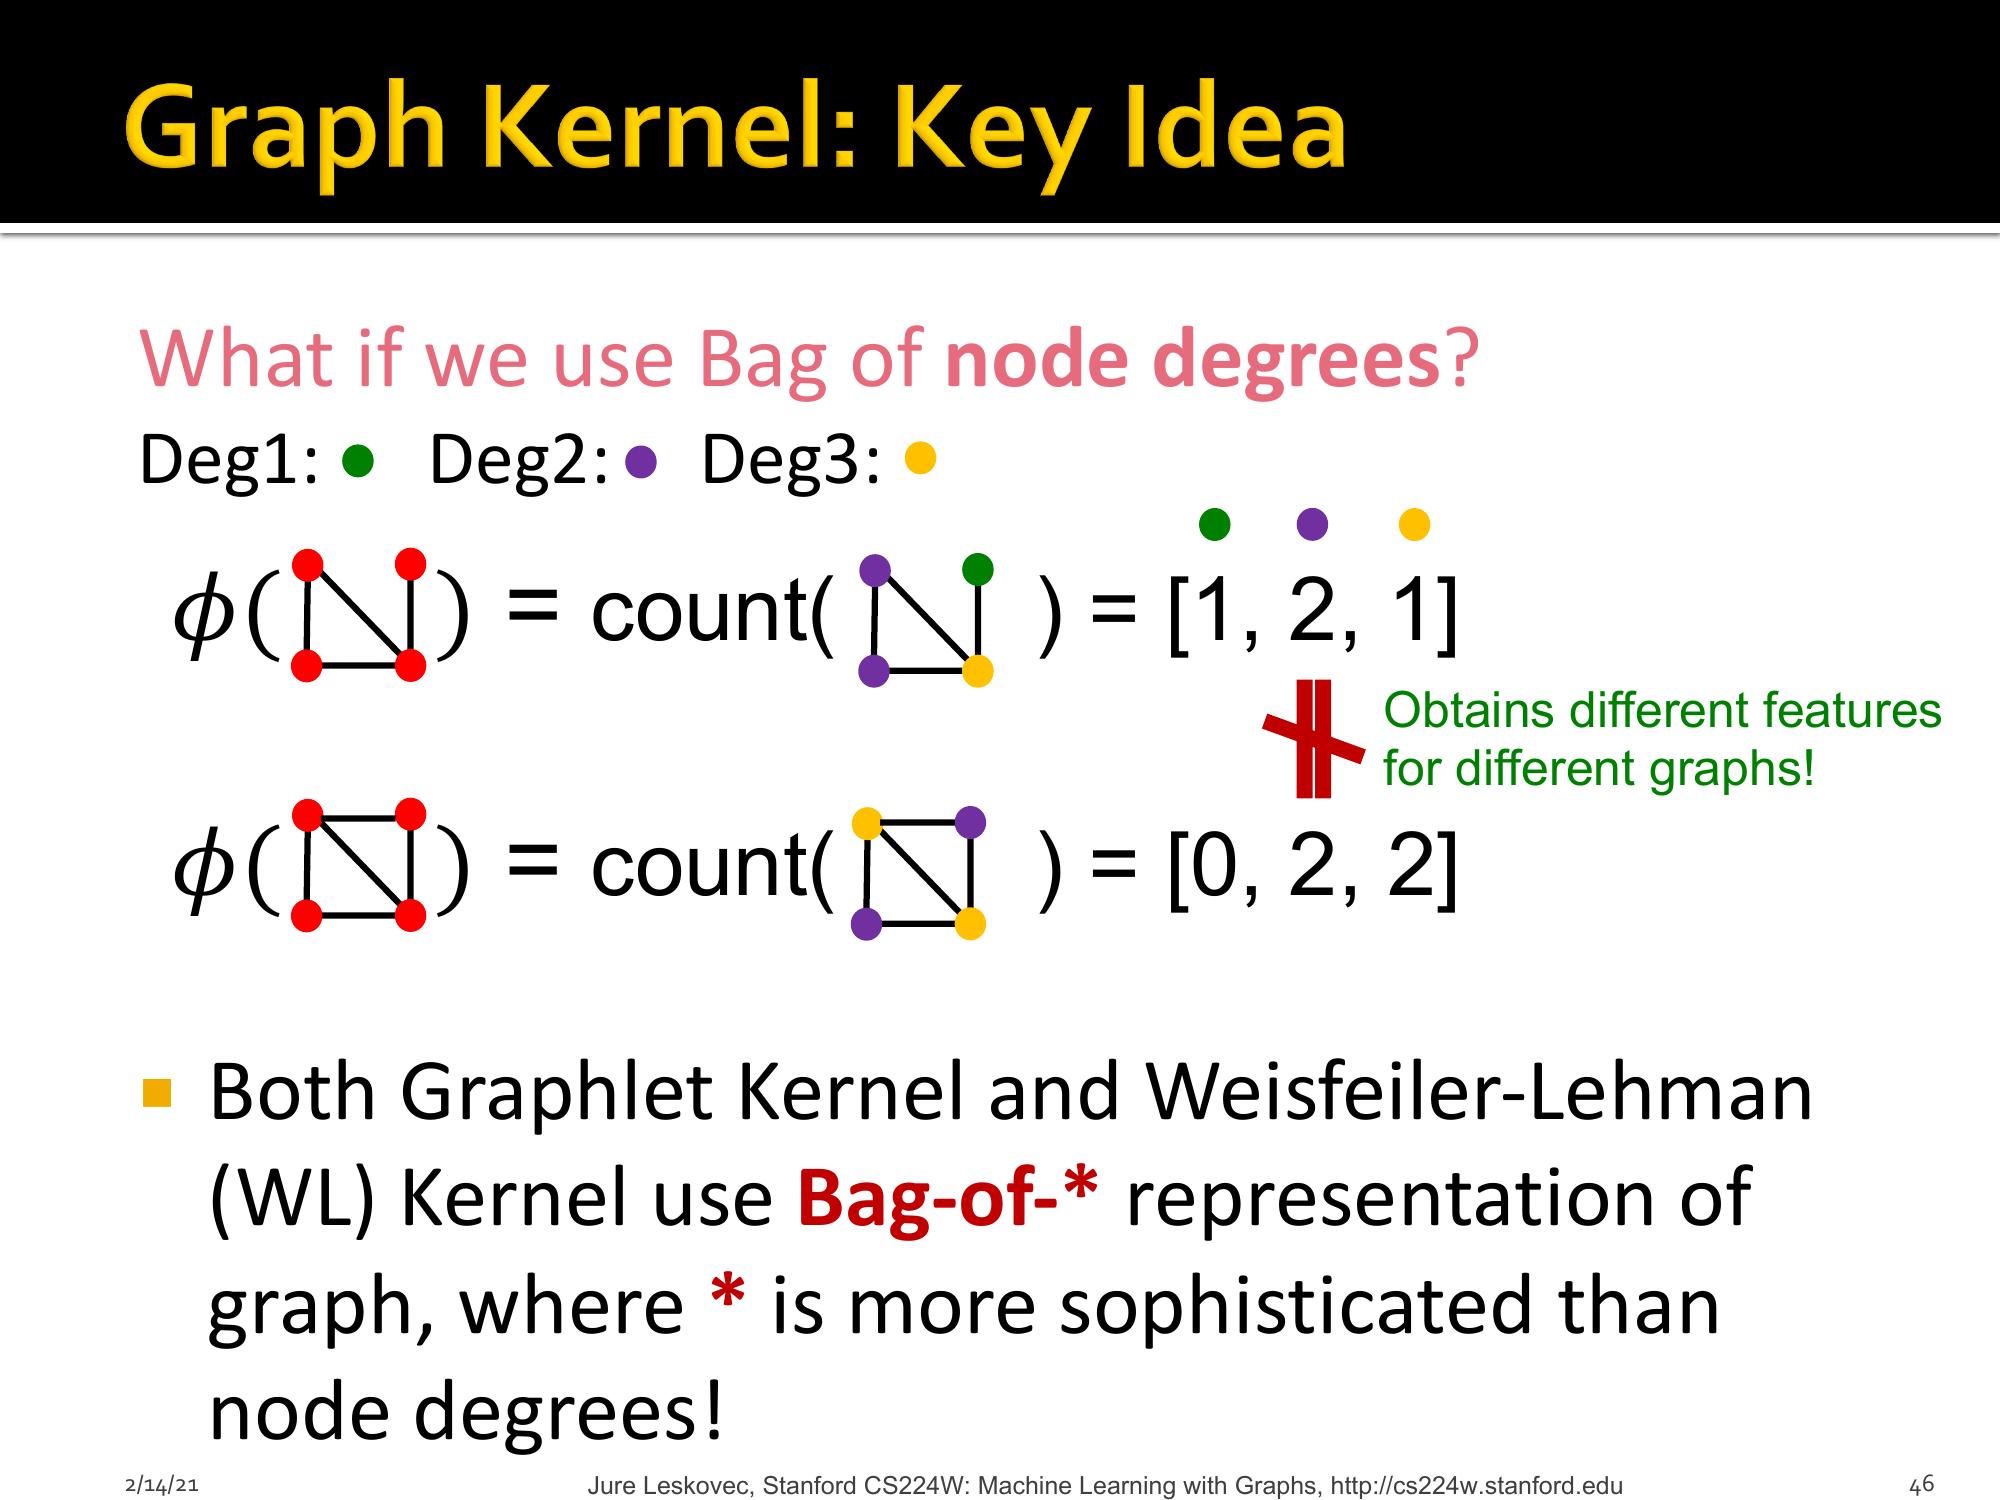 Graph Kernel: Key Idea
What if we use Bag of node degrees?
Deg1: Deg2: Deg3:
ϕ( ) = count( ) = [1, 2, 1]
Obtains different features
for different graphs!
ϕ( ) = count( ) = [0, 2, 2]
Both Graphlet Kernel and Weisfeiler-Lehman
(WL) Kernel use Bag-of-* representation of
graph, where * is more sophisticated than
node degrees!
2/14/21
Jure Leskovec, Stanford CS224W: Machine Learning with Graphs, http://cs224w.stanford.edu
46